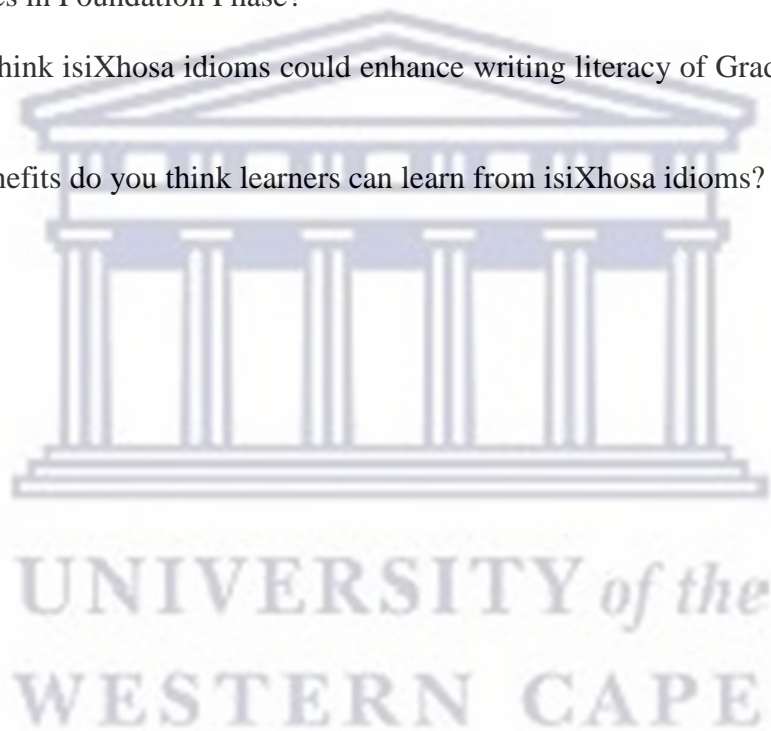 es in Foundation Phase?
hink isiXhosa idioms could enhance writing literacy of Grad
nefits do you think learners can learn from isiXhosa idioms?
UNIVERSITY of the
WESTERN CAPE